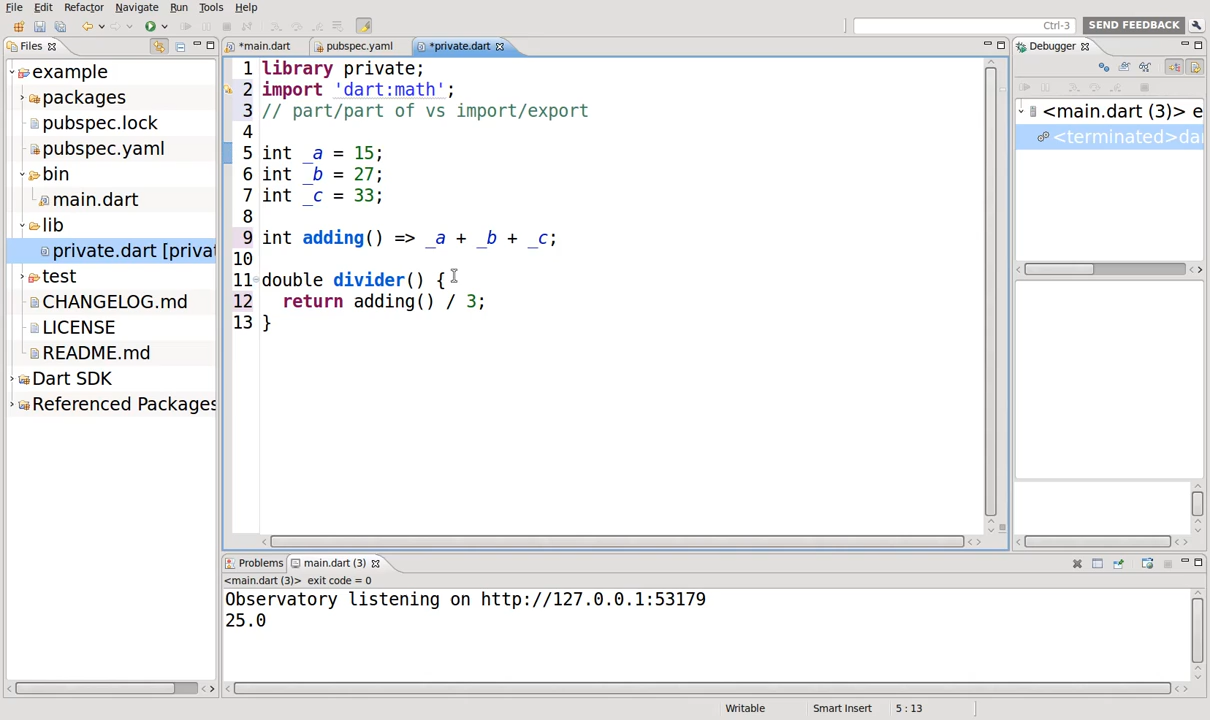 File Edit Refactor Navigate Run Tools Help
Ctrl-3 SEND FEEDBACK
Files
*main.dart pubspec.yaml *private.dart
Debugger
example
packages
pubspec.lock
pubspec.yaml
bin
main.dart
lib
private.dart [privat
test
CHANGELOG.md
LICENSE
README.md
Dart SDK
Referenced Packages
1 library private;
2 import 'dart:math';
3 // part/part of vs import/export
4
5 int _a = 15;
6 int _b = 27;
7 int _c = 33;
8
9 int adding() => _a + _b + _c;
10
11 double divider() {
12 return adding() / 3;
13 }
<main.dart (3)> e
<terminated>dar
Problems main.dart (3)
<main.dart (3)> exit code = 0
Observatory listening on http://127.0.0.1:53179
25.0
Writable Smart Insert 5 : 13